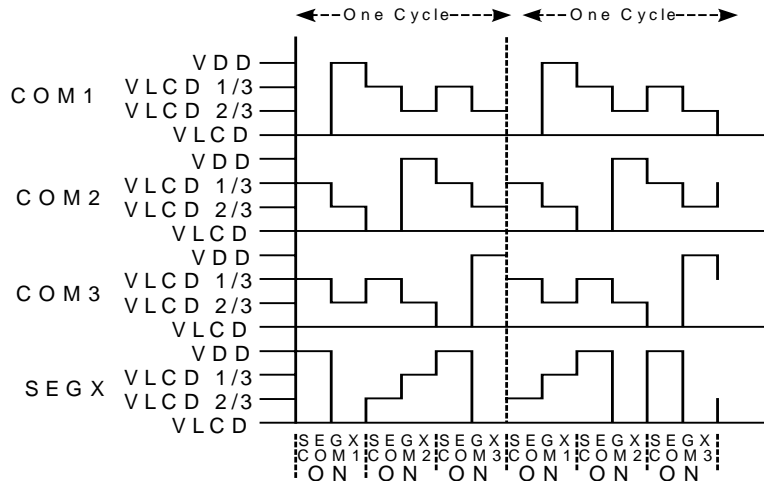 One Cycle
One Cycle
COM1
VDD
VLCD 1/3
VLCD 2/3
VLCD
COM2
VDD
VLCD 1/3
VLCD 2/3
VLCD
COM3
VDD
VLCD 1/3
VLCD 2/3
VLCD
SEGX
VDD
VLCD 1/3
VLCD 2/3
VLCD
SEGX SEGX SEGX SEGX SEGX SEGX
COM1 COM2 COM3 COM1 COM2 COM3
ON ON ON ON